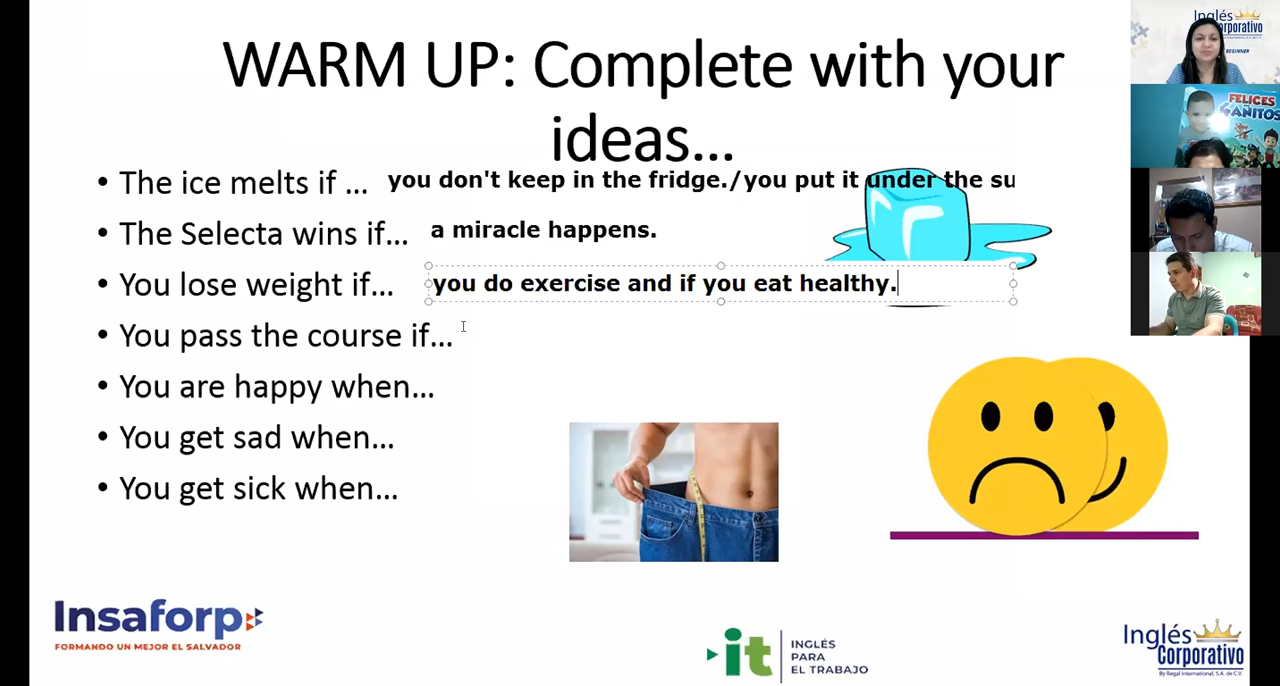 WARM UP: Complete with your
ideas...
• The ice melts if ... you don't keep in the fridge./you put it under the su
• The Selecta wins if... a miracle happens.
• You lose weight if... you do exercise and if you eat healthy.
• You pass the course if...
• You are happy when...
• You get sad when...
• You get sick when...
Insaforp
FORMANDO UN MEJOR EL SALVADOR
it
INGLÉS
PARA
EL TRABAJO
Inglés
Corporativo
By Regal International, S.A. de C.V
Inglés
Corporativo
BEGINNER
FELICES
4 AÑITOS